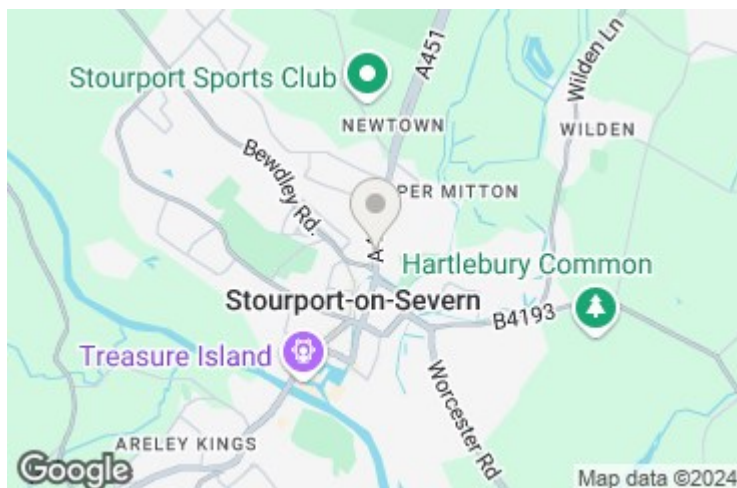 A451
Wilden Ln
Stourport Sports Club
NEWTOWN
WILDEN
Bewdley Rd.
PER MITTON
Hartlebury Common
Stourport-on-Severn
B4193
Treasure Island
Worcester Rd
ARELEY KINGS
Google
Map data ©2024